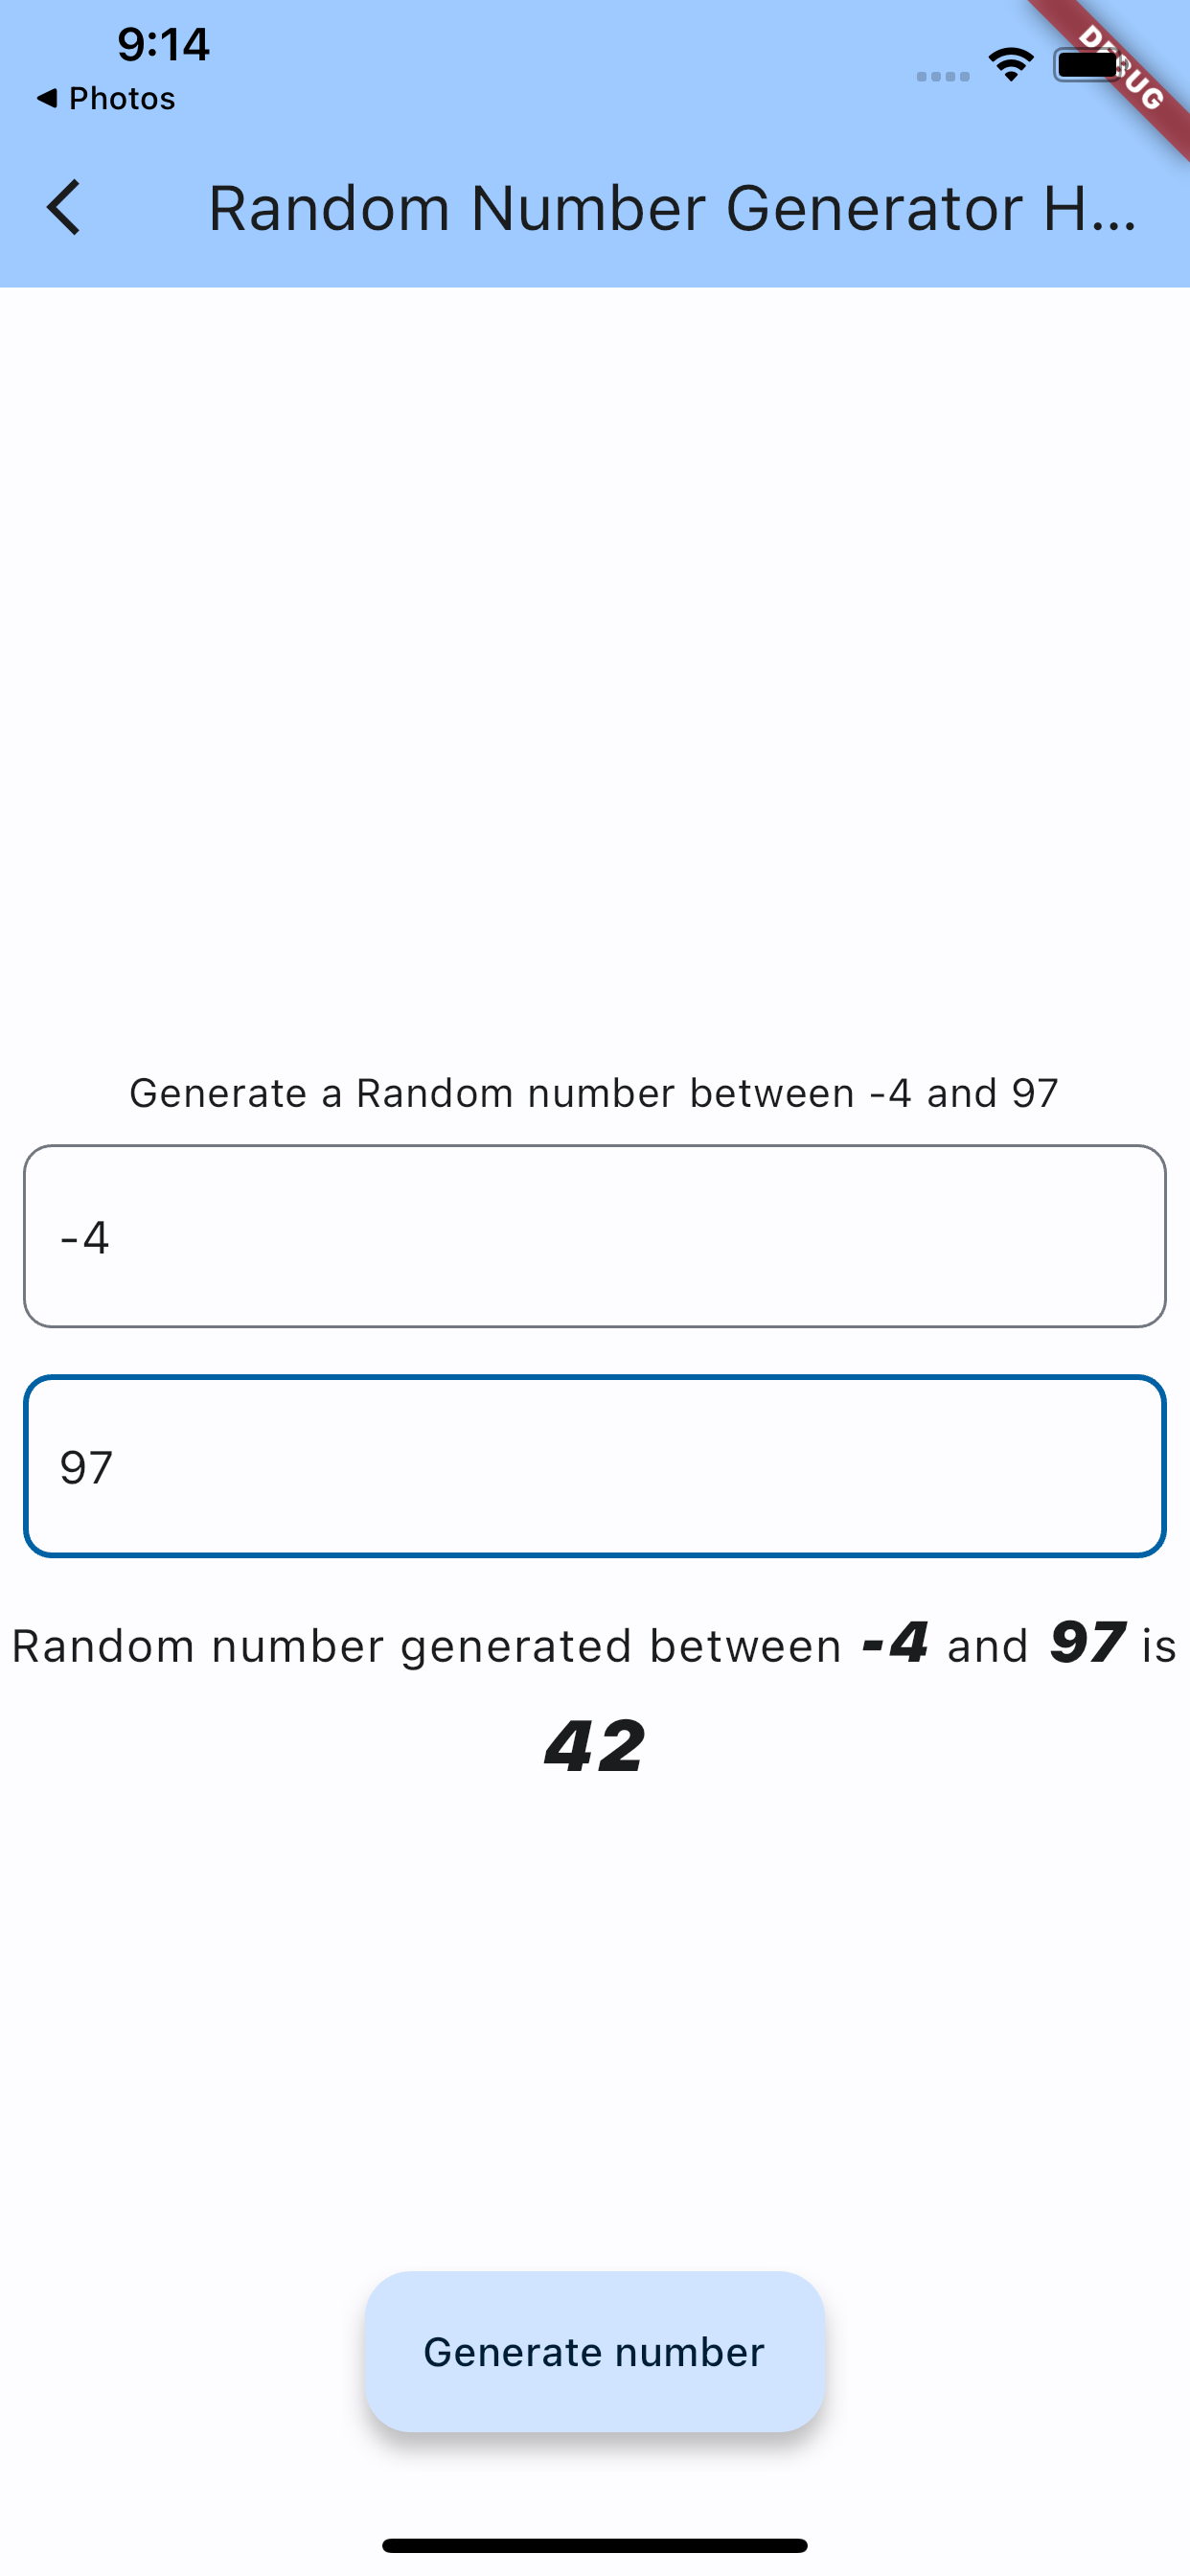 9:14
◀ Photos
DEBUG
Random Number Generator H...
Generate a Random number between -4 and 97
-4
97
Random number generated between -4 and 97 is
42
Generate number